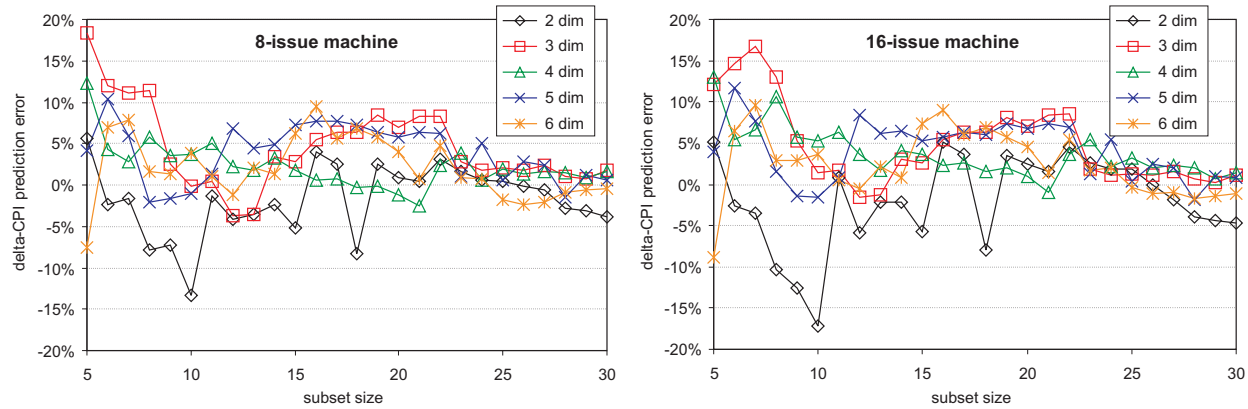 8-issue machine
2 dim
3 dim
4 dim
5 dim
6 dim
delta-CPI prediction error
20%
15%
10%
5%
0%
-5%
-10%
-15%
-20%
5
10
15
20
25
30
subset size
16-issue machine
2 dim
3 dim
4 dim
5 dim
6 dim
delta-CPI prediction error
20%
15%
10%
5%
0%
-5%
-10%
-15%
-20%
5
10
15
20
25
30
subset size